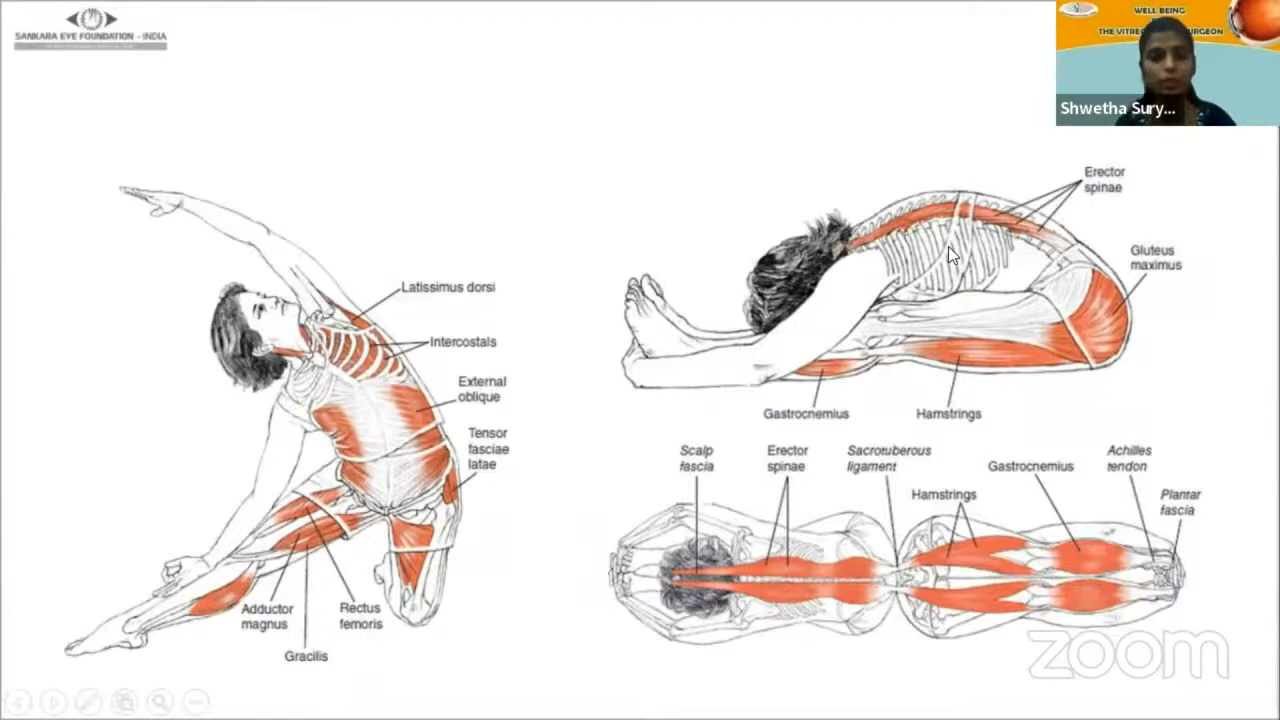 SANKARA EYE FOUNDATION - INDIA
WELL BEING
THE VITREO
URGEON
Shwetha Sury...
Latissimus dorsi
Intercostals
External
oblique
Tensor
fasciae
latae
Adductor
magnus
Rectus
femoris
Gracilis
Erector
spinae
Gluteus
maximus
Gastrocnemius
Hamstrings
Scalp
fascia
Erector
spinae
Sacrotuberous
ligament
Hamstrings
Gastrocnemius
Achilles
tendon
Plantar
fascia
zoom